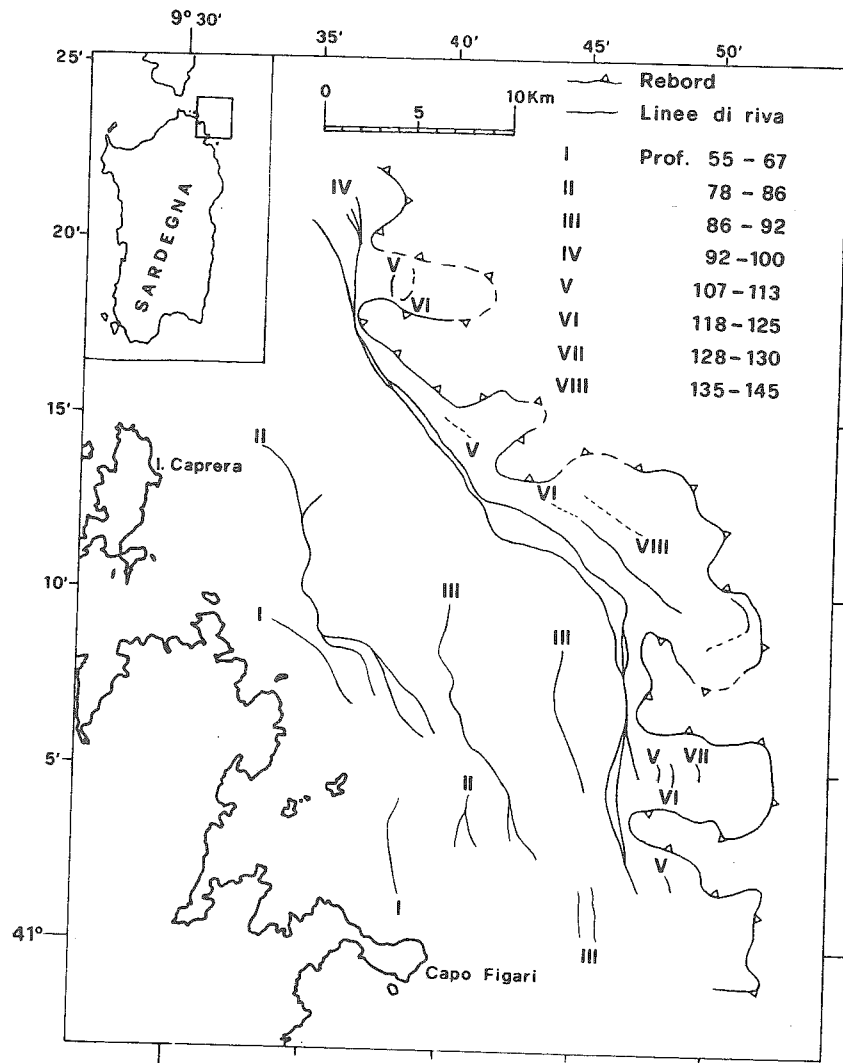 9° 30′ 35′ 40′ 45′ 50′
25′
20′
15′
10′
5′
41°
SARDEGNA
0 5 10Km
Rebord
Linee di riva
I Prof. 55 – 67
II 78 – 86
III 86 – 92
IV 92 – 100
V 107 – 113
VI 118 – 125
VII 128 – 130
VIII 135 – 145
IV
V
VI
II
V
I. Caprera
VI
VIII
III
I
III
V VII
II
VI
V
I
III
Capo Figari